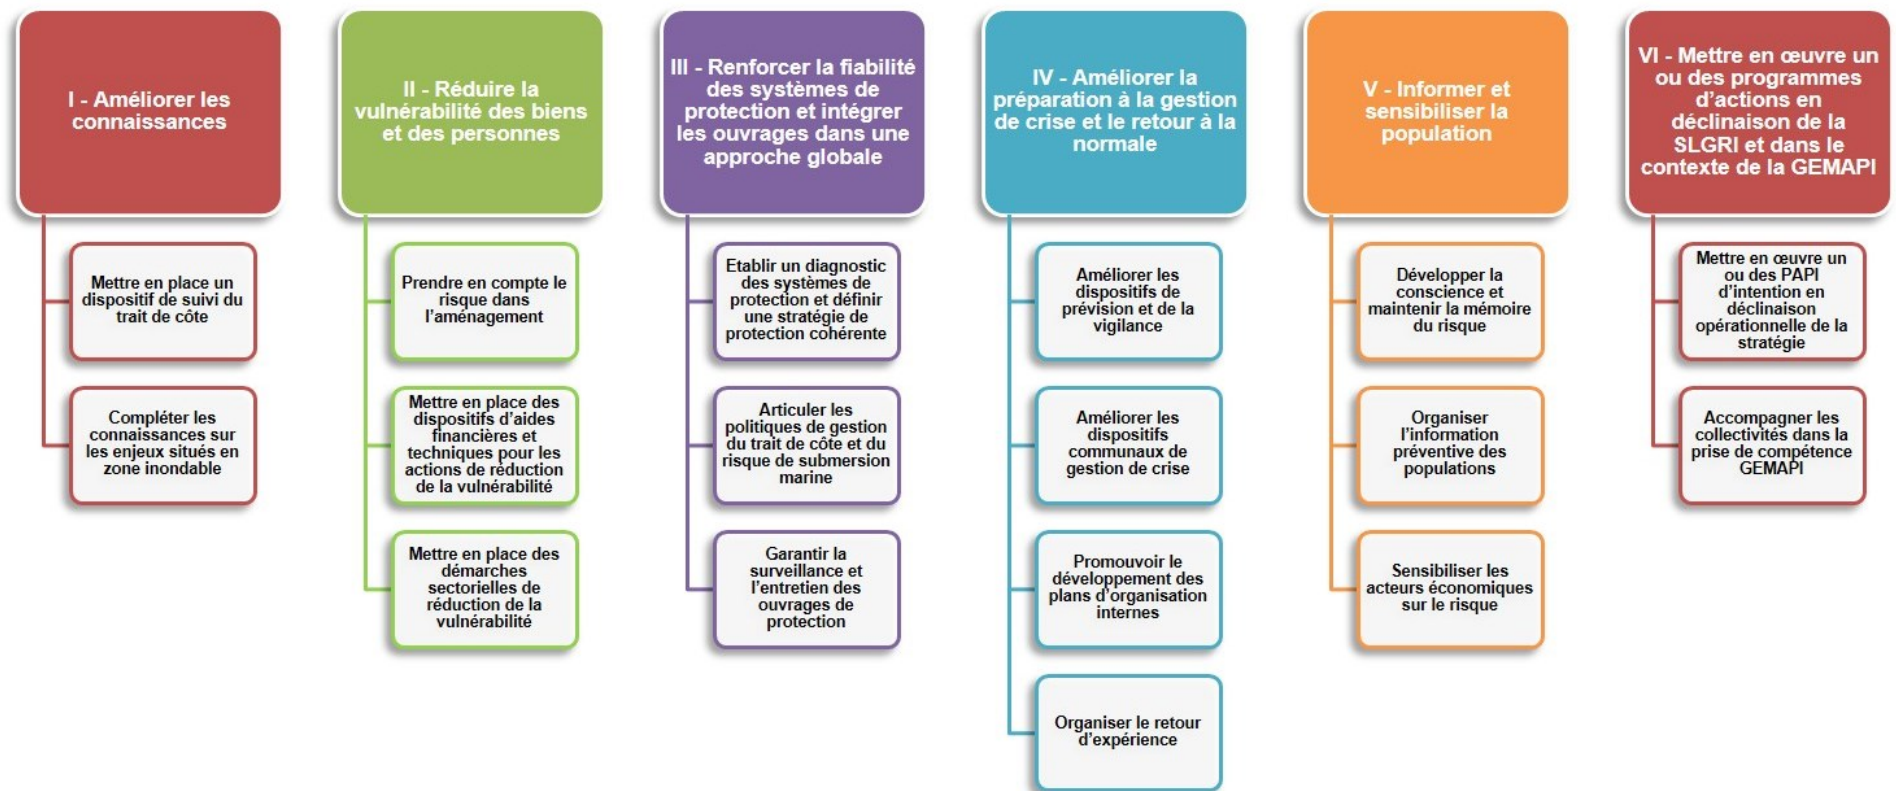 I - Améliorer les
connaissances
Mettre en place un
dispositif de suivi du
trait de côte
Compléter les
connaissances sur
les enjeux situés en
zone inondable
II - Réduire la
vulnérabilité des biens
et des personnes
Prendre en compte le
risque dans
l'aménagement
Mettre en place des
dispositifs d'aides
financières et
techniques pour les
actions de réduction
de la vulnérabilité
Mettre en place des
démarches
sectorielles de
réduction de la
vulnérabilité
III - Renforcer la fiabilité
des systèmes de
protection et intégrer
les ouvrages dans une
approche globale
Etablir un diagnostic
des systèmes de
protection et définir
une stratégie de
protection cohérente
Articuler les
politiques de gestion
du trait de côte et du
risque de submersion
marine
Garantir la
surveillance et
l'entretien des
ouvrages de
protection
IV - Améliorer la
préparation à la gestion
de crise et le retour à la
normale
Améliorer les
dispositifs de
prévision et de la
vigilance
Améliorer les
dispositifs
communaux de
gestion de crise
Promouvoir le
développement des
plans d'organisation
internes
Organiser le retour
d'expérience
V - Informer et
sensibiliser la
population
Développer la
conscience et
maintenir la mémoire
du risque
Organiser
l'information
préventive des
populations
Sensibiliser les
acteurs économiques
sur le risque
VI - Mettre en œuvre un
ou des programmes
d'actions en
déclinaison de la
SLGRI et dans le
contexte de la GEMAPI
Mettre en œuvre un
ou des PAPI
d'intention en
déclinaison
opérationnelle de la
stratégie
Accompagner les
collectivités dans la
prise de compétence
GEMAPI